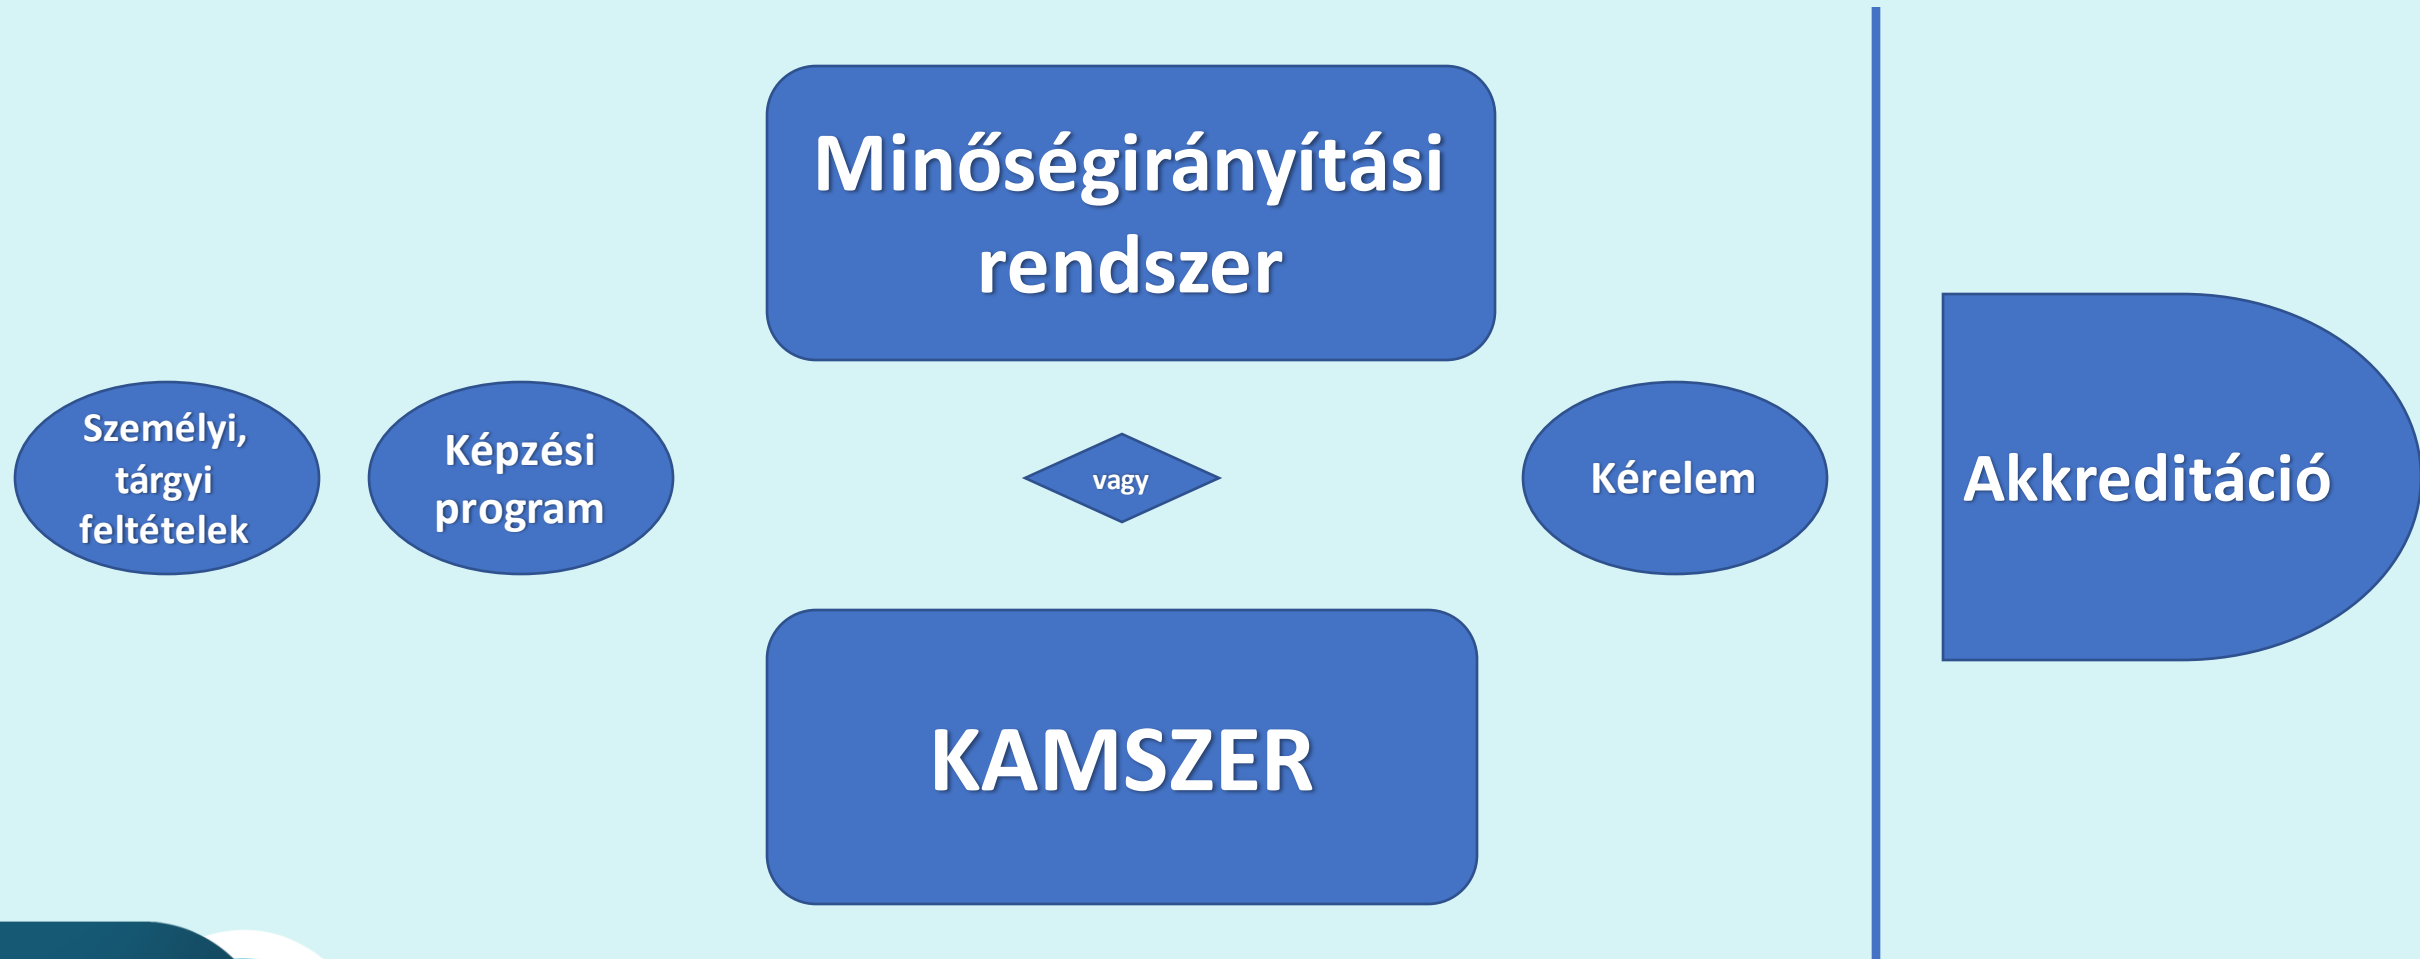 Személyi,
tárgyi
feltételek
Képzési
program
Minőségirányítási
rendszer
vagy
KAMSZER
Kérelem
Akkreditáció